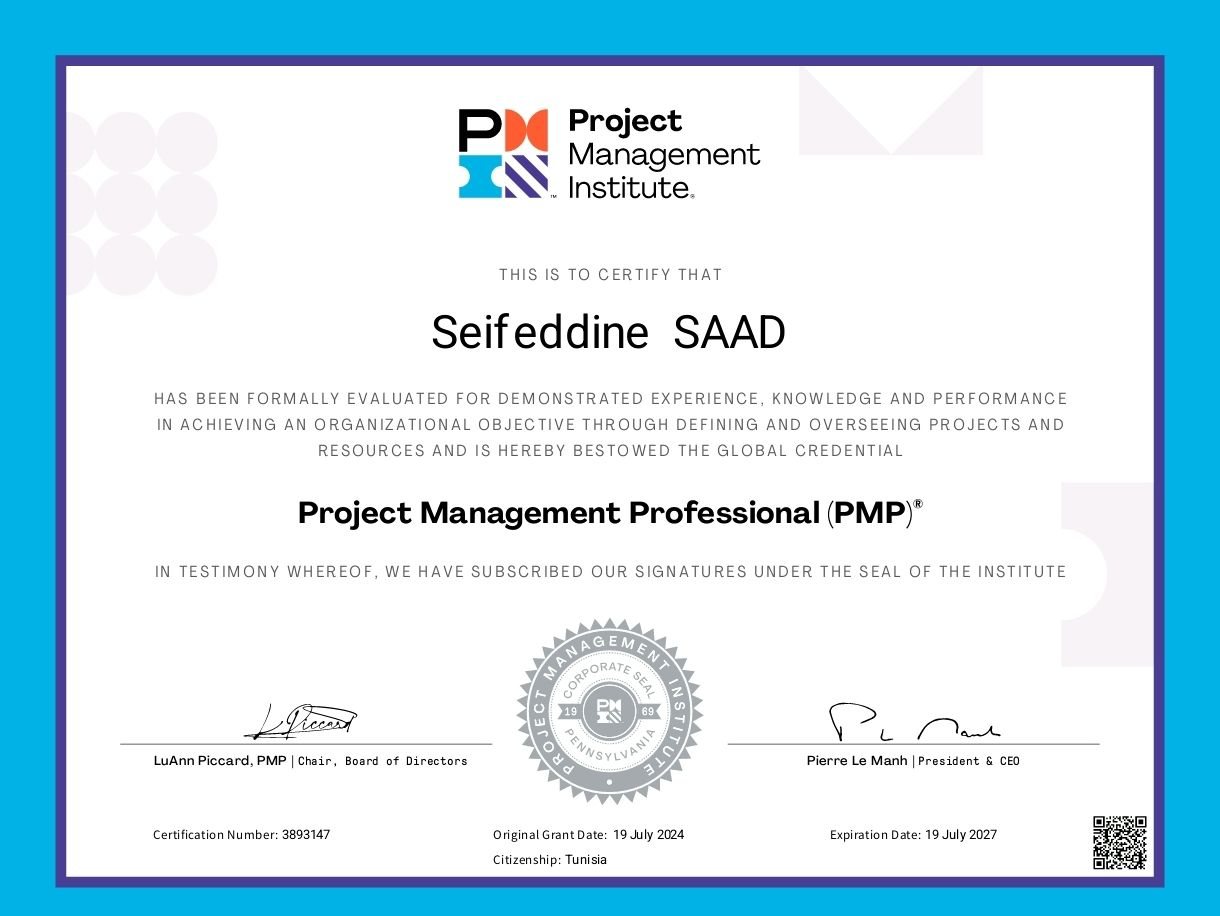 Project
Management
Institute®
THIS IS TO CERTIFY THAT
Seifeddine SAAD
HAS BEEN FORMALLY EVALUATED FOR DEMONSTRATED EXPERIENCE, KNOWLEDGE AND PERFORMANCE
IN ACHIEVING AN ORGANIZATIONAL OBJECTIVE THROUGH DEFINING AND OVERSEEING PROJECTS AND
RESOURCES AND IS HEREBY BESTOWED THE GLOBAL CREDENTIAL
Project Management Professional (PMP)®
IN TESTIMONY WHEREOF, WE HAVE SUBSCRIBED OUR SIGNATURES UNDER THE SEAL OF THE INSTITUTE
PROJECT MANAGEMENT INSTITUTE
CORPORATE SEAL
19 69
PENNSYLVANIA
L Piccard
P Le Manh
LuAnn Piccard, PMP | Chair, Board of Directors
Pierre Le Manh | President & CEO
Certification Number: 3893147
Original Grant Date: 19 July 2024
Expiration Date: 19 July 2027
Citizenship: Tunisia